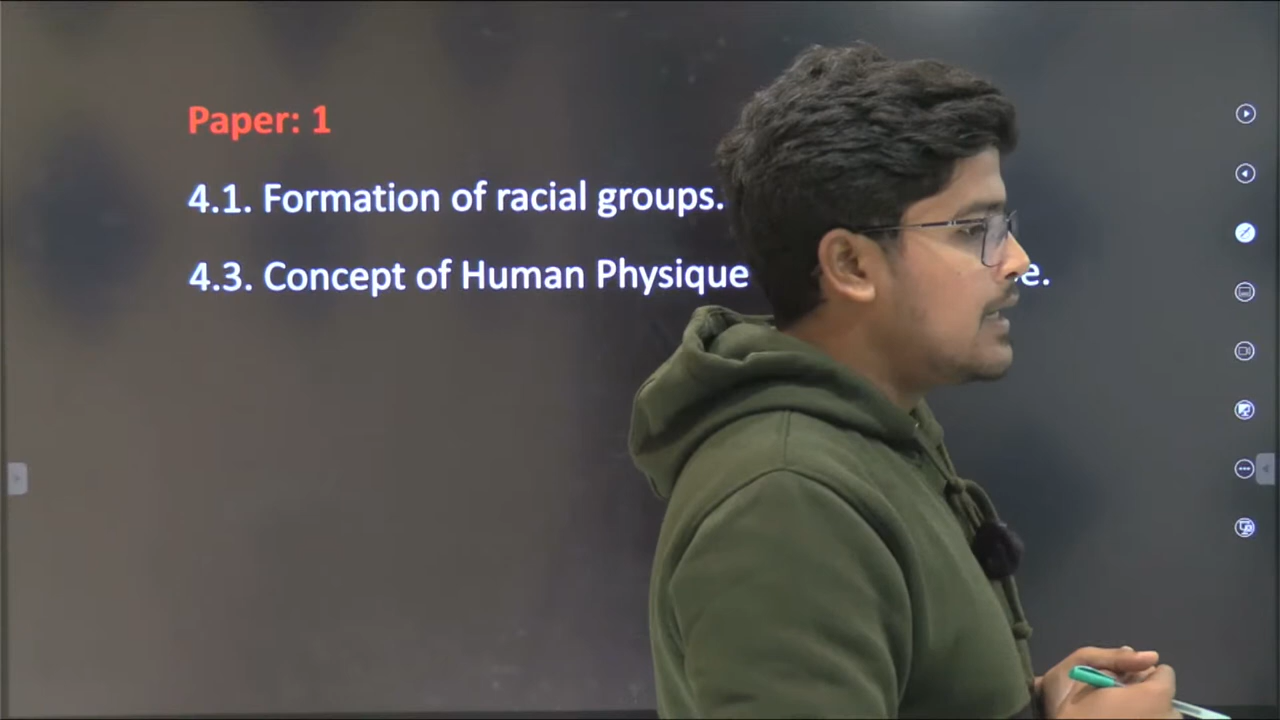 Paper: 1
4.1. Formation of racial groups.
4.3. Concept of Human Physique